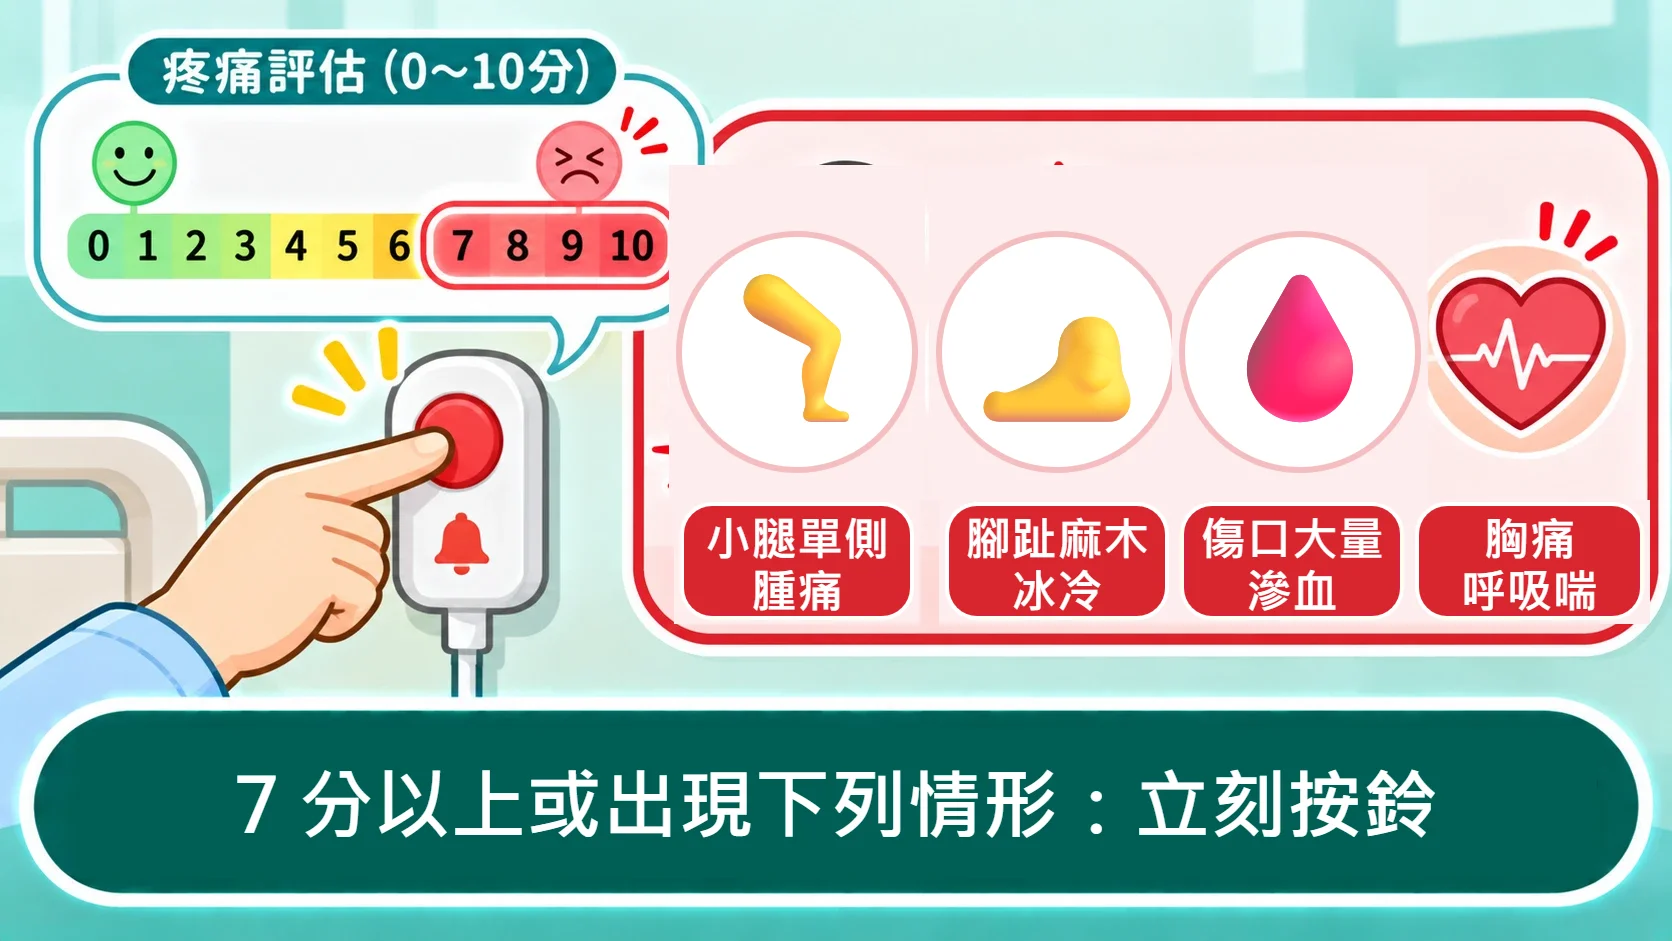 疼痛評估 (0～10分)
0 1 2 3 4 5 6 7 8 9 10
小腿單側
腫痛
腳趾麻木
冰冷
傷口大量
滲血
胸痛
呼吸喘
7 分以上或出現下列情形：立刻按鈴